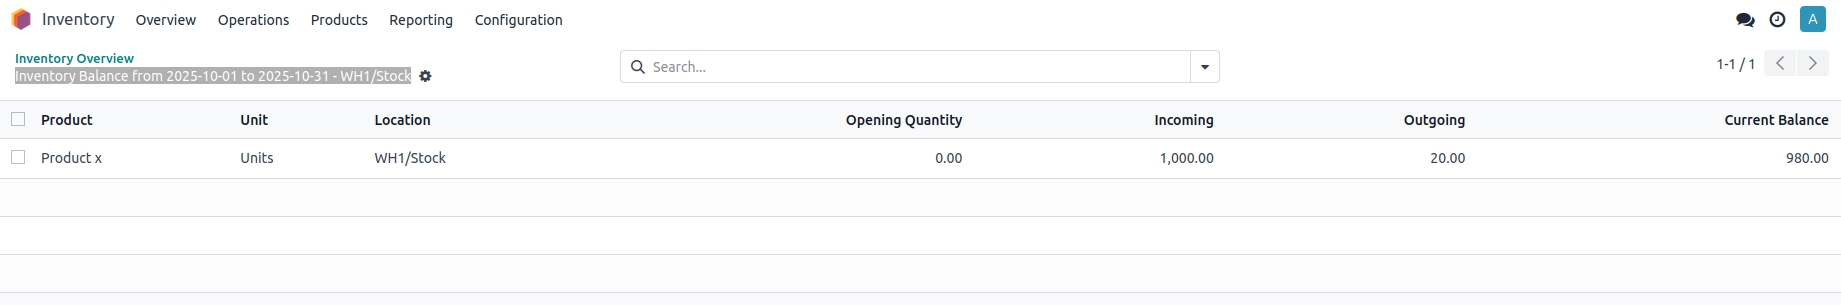 Inventory Overview Operations Products Reporting Configuration A
Inventory Overview
Inventory Balance from 2025-10-01 to 2025-10-31 - WH1/Stock
Search...
1-1 / 1
Product Unit Location Opening Quantity Incoming Outgoing Current Balance
Product x Units WH1/Stock 0.00 1,000.00 20.00 980.00